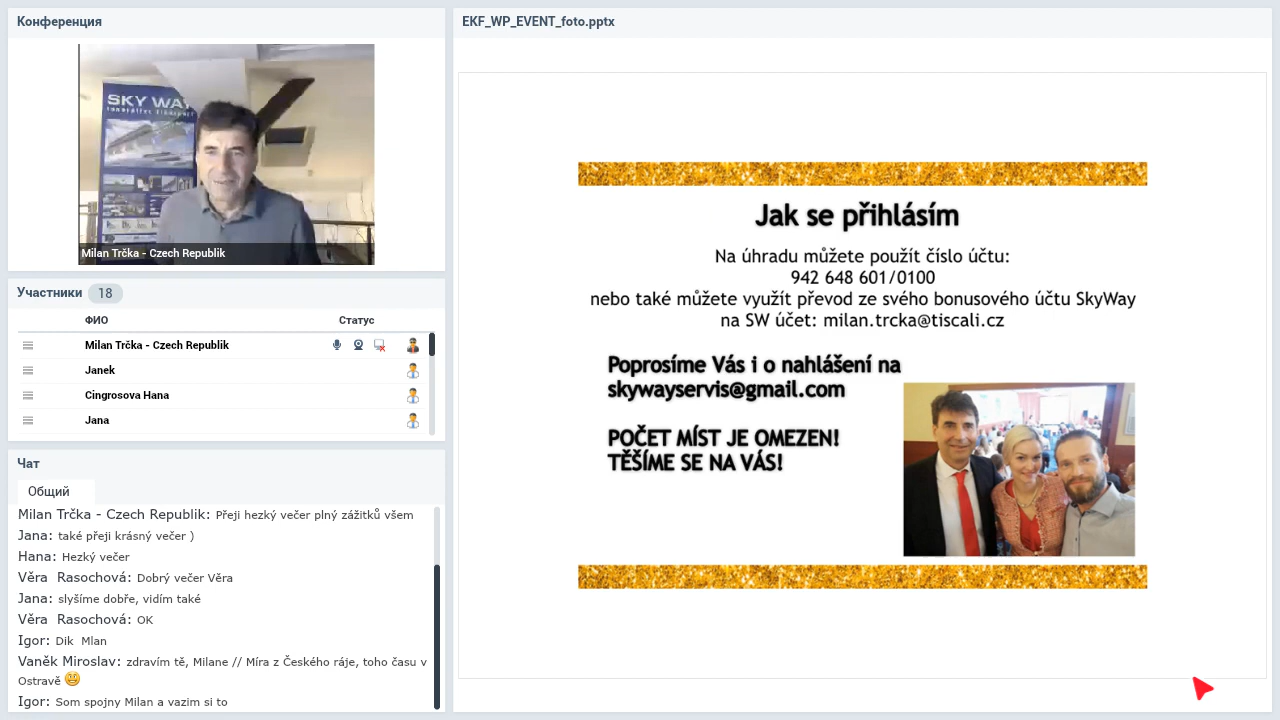 Конференция
SKY WAY
Milan Trčka - Czech Republik
Участники 18
ФИО Статус
Milan Trčka - Czech Republik
Janek
Cingrosova Hana
Jana
Чат
Общий
Milan Trčka - Czech Republik: Přeji hezký večer plný zážitků všem
Jana: také přeji krásný večer )
Hana: Hezký večer
Věra Rasochová: Dobrý večer Věra
Jana: slyšíme dobře, vidím také
Věra Rasochová: OK
Igor: Dik Mlan
Vaněk Miroslav: zdravím tě, Milane // Míra z Českého ráje, toho času v
Ostravě
Igor: Som spojny Milan a vazim si to
EKF_WP_EVENT_foto.pptx
Jak se přihlásím
Na úhradu můžete použít číslo účtu:
942 648 601/0100
nebo také můžete využít převod ze svého bonusového účtu SkyWay
na SW účet: milan.trcka@tiscali.cz
Poprosíme Vás i o nahlášení na
skywayservis@gmail.com
POČET MÍST JE OMEZEN!
TĚŠÍME SE NA VÁS!